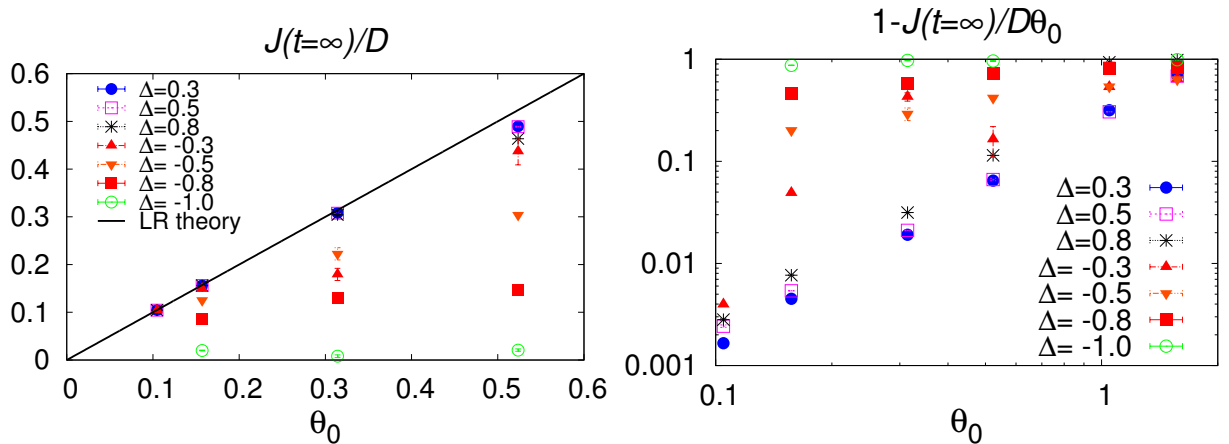 J(t=∞)/D
0.6
0.5
0.4
0.3
0.2
0.1
0
Δ=0.3
Δ=0.5
Δ=0.8
Δ= -0.3
Δ= -0.5
Δ= -0.8
Δ= -1.0
LR theory
0 0.1 0.2 0.3 0.4 0.5 0.6
θ₀
1-J(t=∞)/Dθ₀
1
0.1
0.01
0.001
Δ=0.3
Δ=0.5
Δ=0.8
Δ= -0.3
Δ= -0.5
Δ= -0.8
Δ= -1.0
0.1 1
θ₀